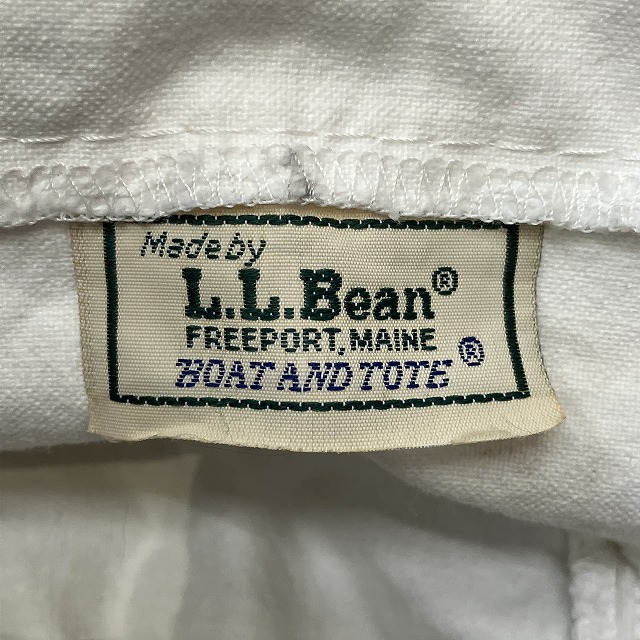 Made by
L.L.Bean®
FREEPORT, MAINE
BOAT AND TOTE®